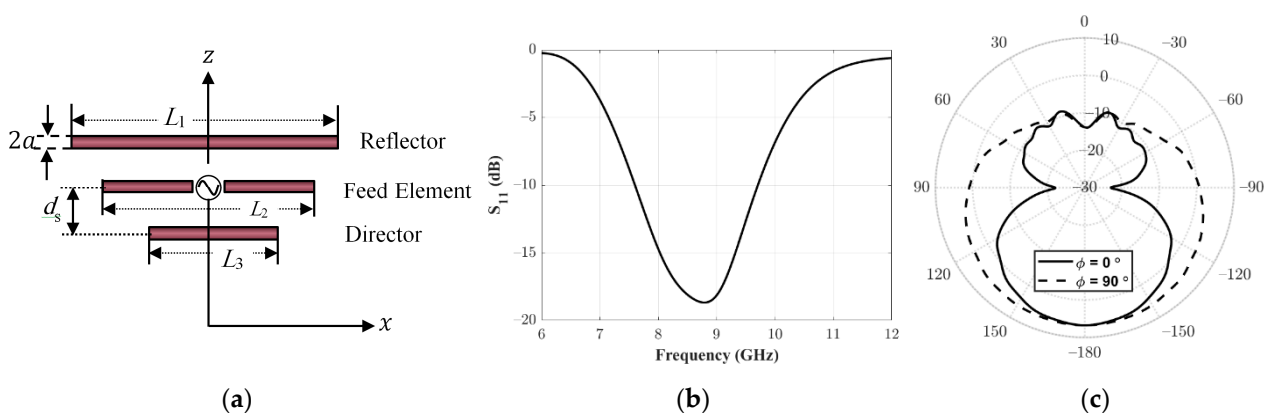 z
L1
2a
Reflector
Feed Element
ds
L2
Director
L3
x
(a)
0
−5
−10
−15
−20
S11 (dB)
6 7 8 9 10 11 12
Frequency (GHz)
(b)
0
30 10 −30
60 0 −60
−10
−20
90 −30 −90
ϕ = 0 °
ϕ = 90 °
120 −120
150 −150
−180
(c)